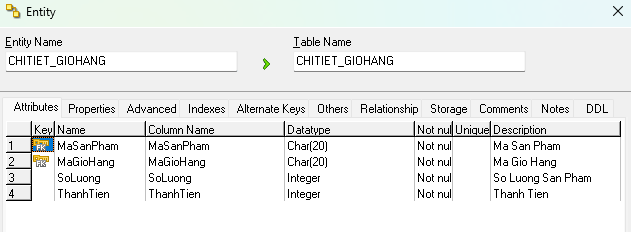 Entity
Entity Name
Table Name
CHITIET_GIOHANG
CHITIET_GIOHANG
Attributes Properties Advanced Indexes Alternate Keys Others Relationship Storage Comments Notes DDL
Key Name Column Name Datatype Not nul Unique Description
1 PFK MaSanPham MaSanPham Char(20) Not nul Ma San Pham
2 PFK MaGioHang MaGioHang Char(20) Not nul Ma Gio Hang
3 SoLuong SoLuong Integer Not nul So Luong San Pham
4 ThanhTien ThanhTien Integer Not nul Thanh Tien